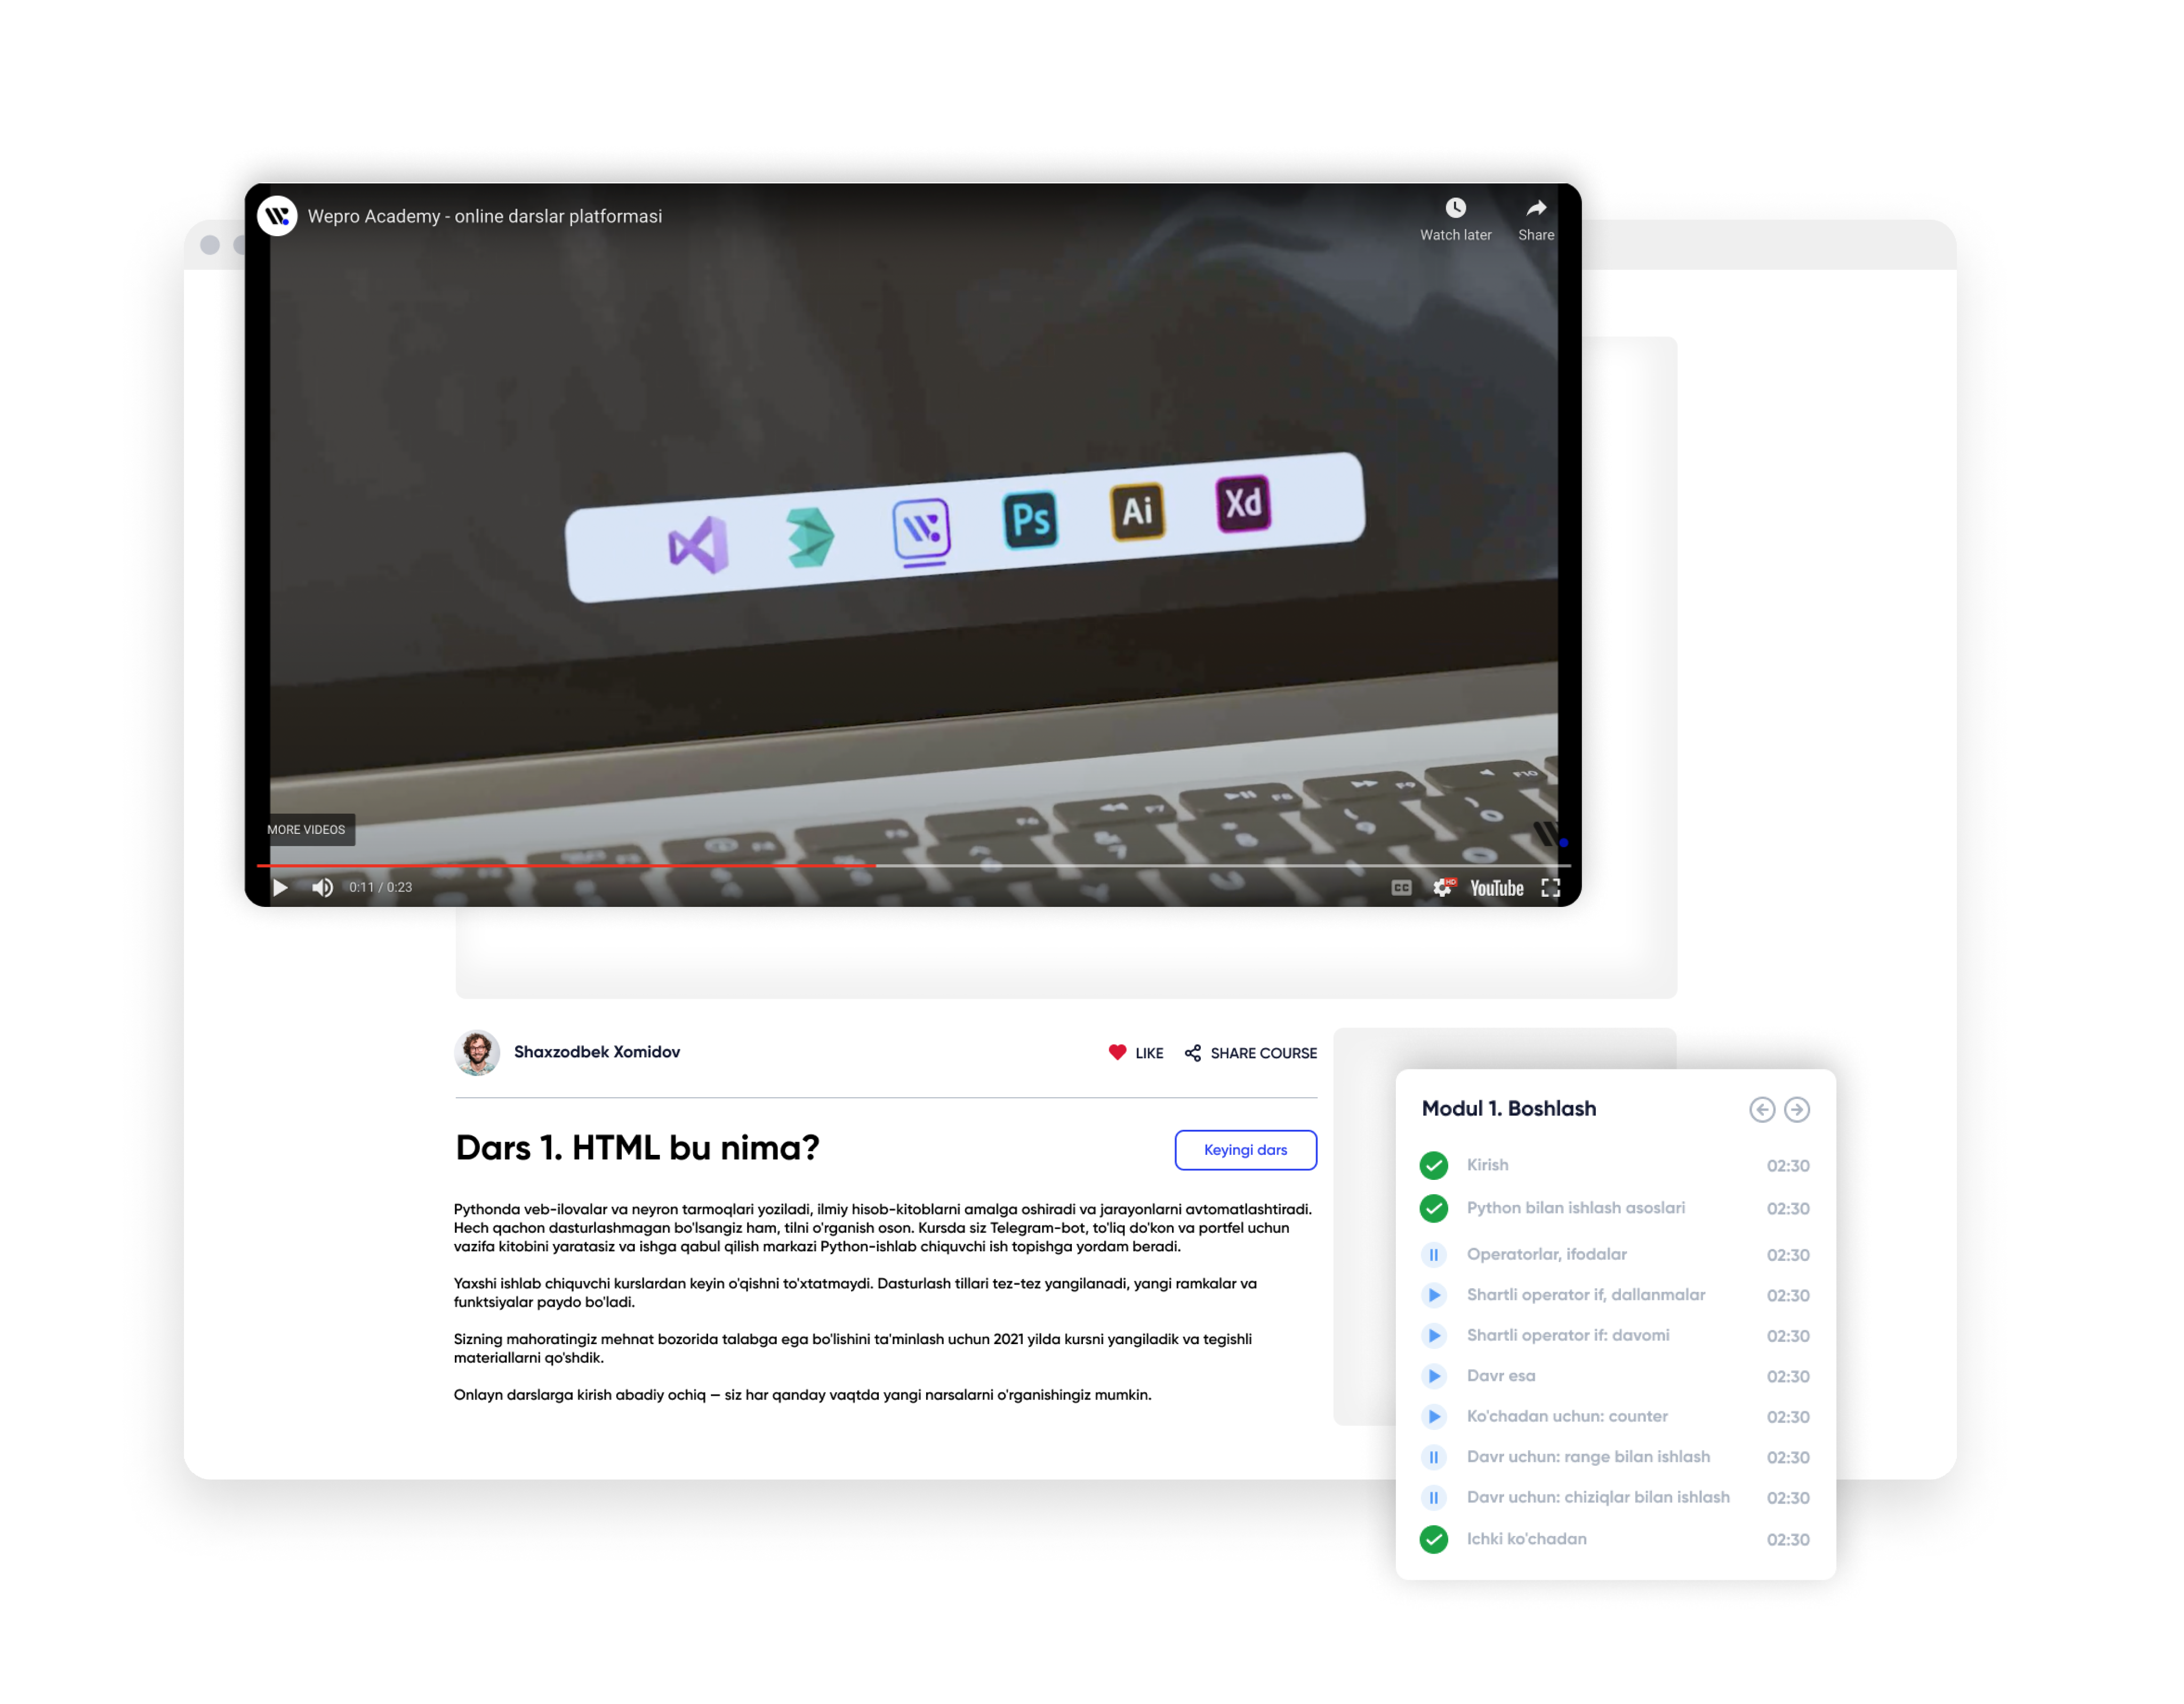 Wepro Academy - online darslar platformasi
Watch later
Share
Ps
Ai
Xd
F7
F8
F9
F10
MORE VIDEOS
0:11 / 0:23
CC
HD
YouTube
Shaxzodbek Xomidov
LIKE
SHARE COURSE
Dars 1. HTML bu nima?
Keyingi dars
Pythonda veb-ilovalar va neyron tarmoqlari yoziladi, ilmiy hisob-kitoblarni amalga oshiradi va jarayonlarni avtomatlashtiradi.
Hech qachon dasturlashmagan bo'lsangiz ham, tilni o'rganish oson. Kursda siz Telegram-bot, to'liq do'kon va portfel uchun
vazifa kitobini yaratasiz va ishga qabul qilish markazi Python-ishlab chiquvchi ish topishga yordam beradi.
Yaxshi ishlab chiquvchi kurslardan keyin o'qishni to'xtatmaydi. Dasturlash tillari tez-tez yangilanadi, yangi ramkalar va
funktsiyalar paydo bo'ladi.
Sizning mahoratingiz mehnat bozorida talabga ega bo'lishini ta'minlash uchun 2021 yilda kursni yangiladik va tegishli
materiallarni qo'shdik.
Onlayn darslarga kirish abadiy ochiq – siz har qanday vaqtda yangi narsalarni o'rganishingiz mumkin.
Modul 1. Boshlash
Kirish 02:30
Python bilan ishlash asoslari 02:30
Operatorlar, ifodalar 02:30
Shartli operator if, dallanmalar 02:30
Shartli operator if: davomi 02:30
Davr esa 02:30
Ko'chadan uchun: counter 02:30
Davr uchun: range bilan ishlash 02:30
Davr uchun: chiziqlar bilan ishlash 02:30
Ichki ko'chadan 02:30